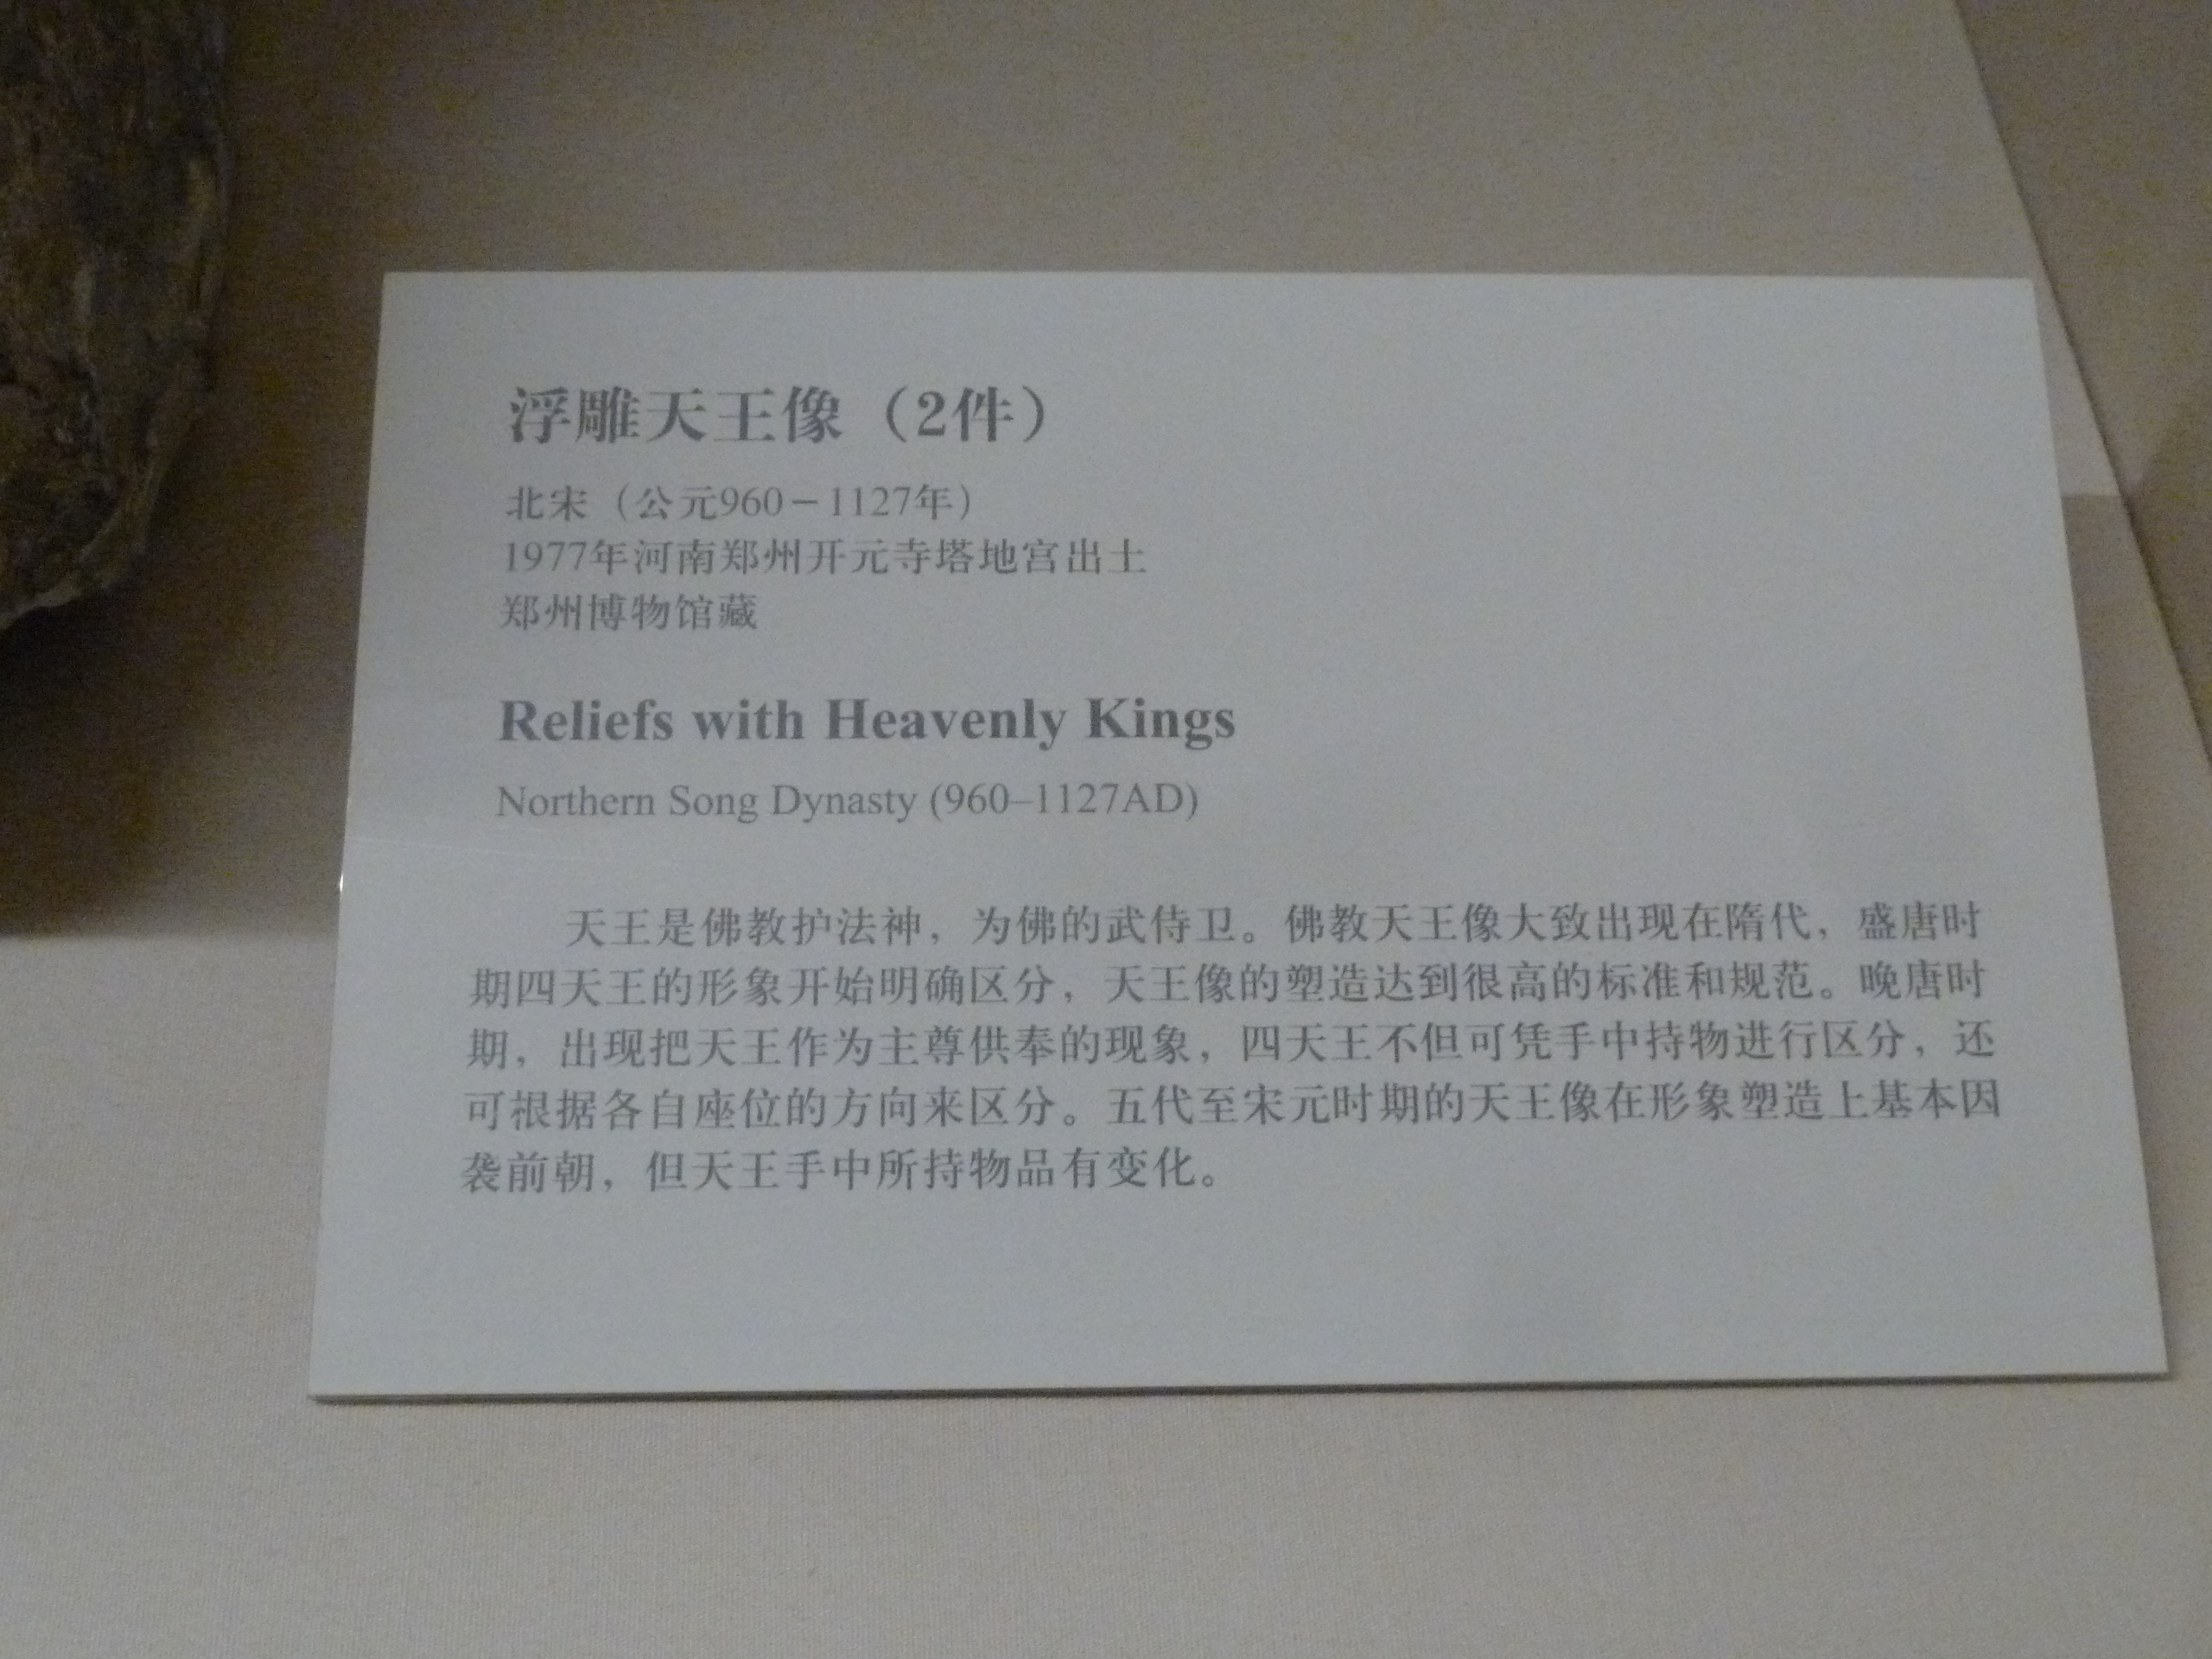 浮雕天王像（2件）
北宋（公元960－1127年）
1977年河南郑州开元寺塔地宫出土
郑州博物馆藏
Reliefs with Heavenly Kings
Northern Song Dynasty (960–1127AD)
天王是佛教护法神，为佛的武侍卫。佛教天王像大致出现在隋代，盛唐时
期四天王的形象开始明确区分，天王像的塑造达到很高的标准和规范。晚唐时
期，出现把天王作为主尊供奉的现象，四天王不但可凭手中持物进行区分，还
可根据各自座位的方向来区分。五代至宋元时期的天王像在形象塑造上基本因
袭前朝，但天王手中所持物品有变化。